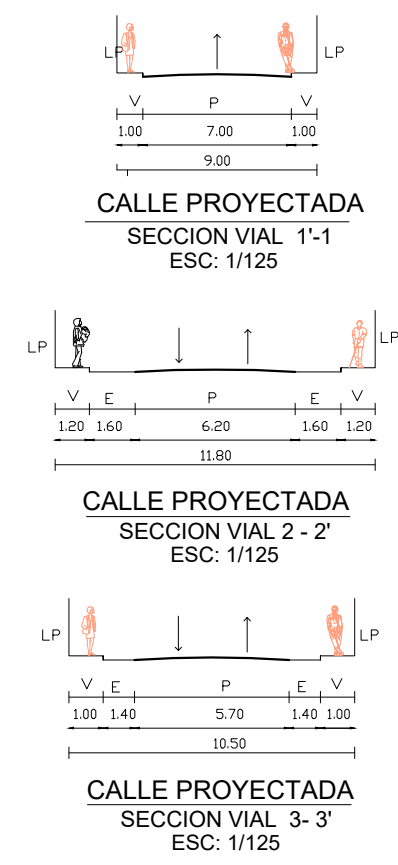 LP LP
V P V
1.00 7.00 1.00
9.00
CALLE PROYECTADA
SECCION VIAL 1'-1
ESC: 1/125
LP LP
V E P E V
1.20 1.60 6.20 1.60 1.20
11.80
CALLE PROYECTADA
SECCION VIAL 2 - 2'
ESC: 1/125
LP LP
V E P E V
1.00 1.40 5.70 1.40 1.00
10.50
CALLE PROYECTADA
SECCION VIAL 3- 3'
ESC: 1/125